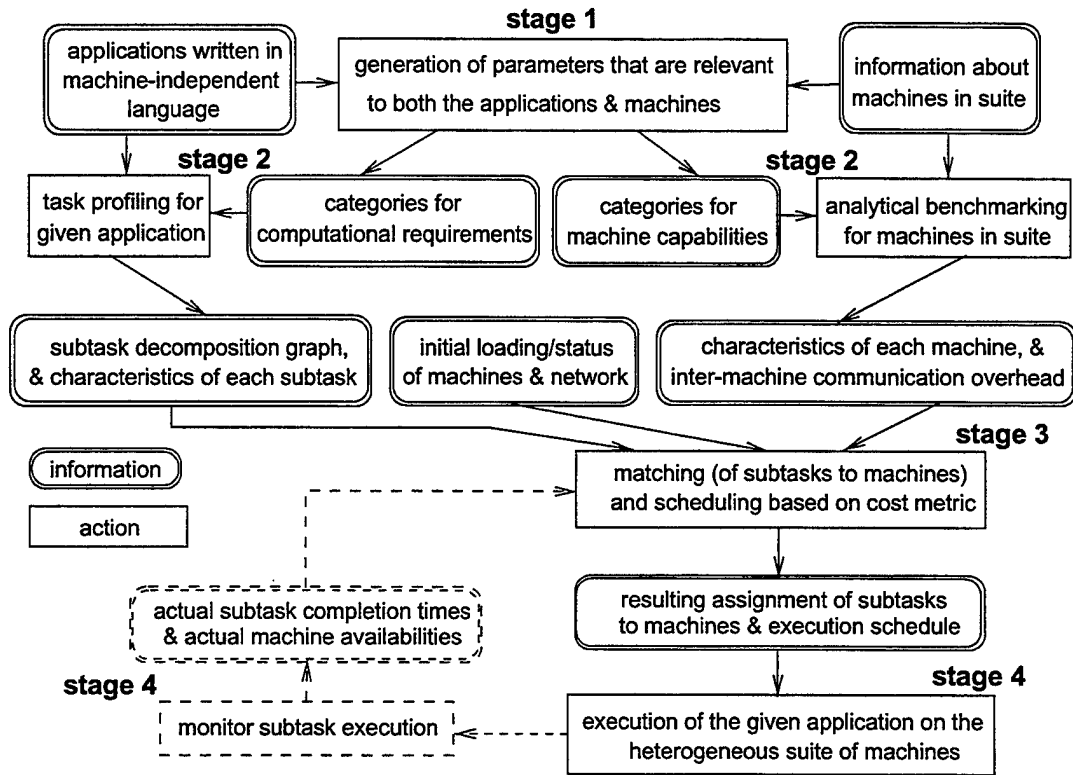 stage 1
applications written in
machine-independent
language
generation of parameters that are relevant
to both the applications & machines
information about
machines in suite
stage 2
stage 2
task profiling for
given application
categories for
computational requirements
categories for
machine capabilities
analytical benchmarking
for machines in suite
subtask decomposition graph,
& characteristics of each subtask
initial loading/status
of machines & network
characteristics of each machine, &
inter-machine communication overhead
stage 3
information
action
matching (of subtasks to machines)
and scheduling based on cost metric
actual subtask completion times
& actual machine availabilities
resulting assignment of subtasks
to machines & execution schedule
stage 4
stage 4
monitor subtask execution
execution of the given application on the
heterogeneous suite of machines